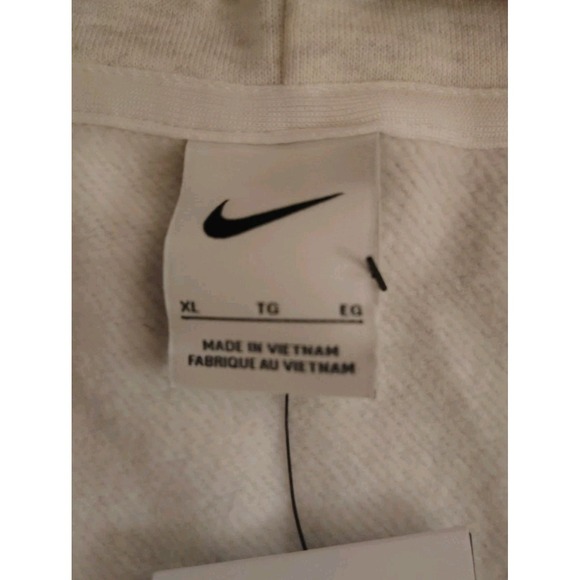 XL TG EG
MADE IN VIETNAM
FABRIQUE AU VIETNAM